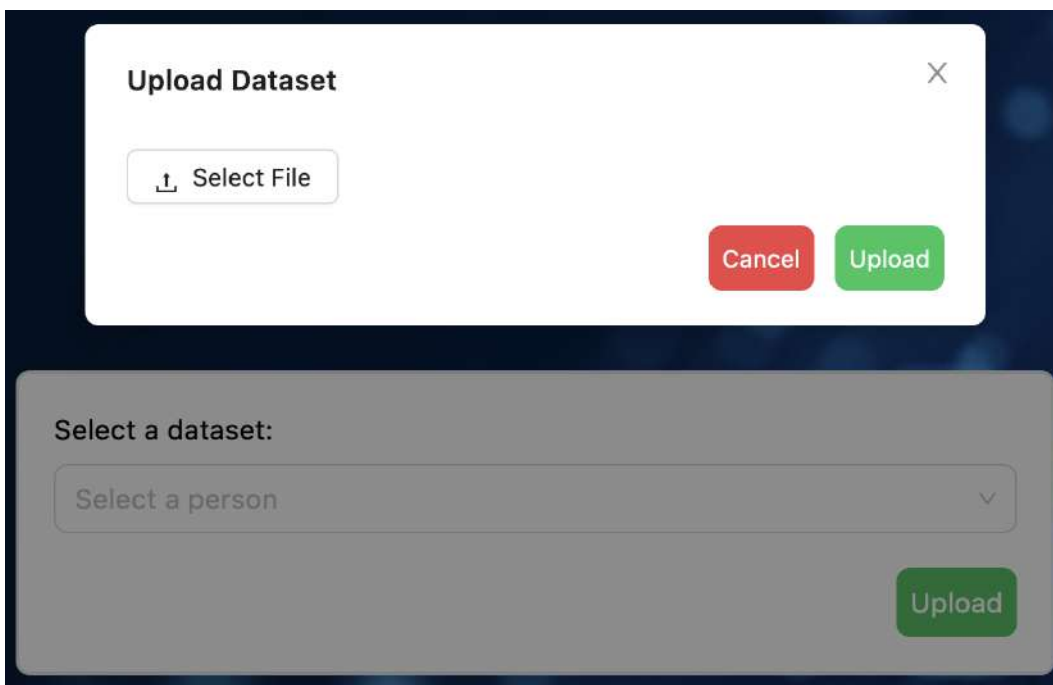 Upload Dataset
Select File
Cancel Upload
Select a dataset:
Select a person
Upload